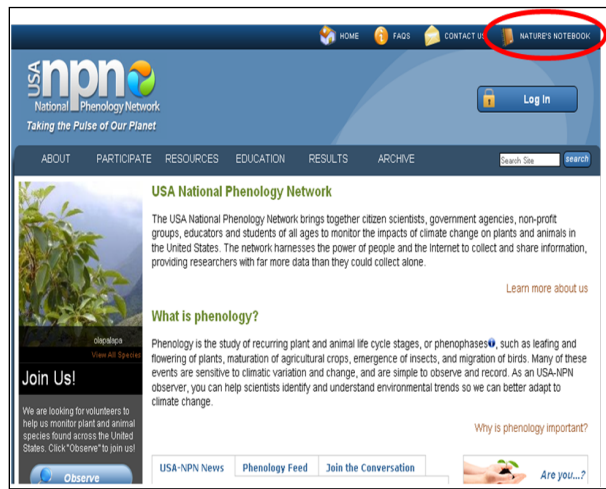 HOME FAQS CONTACT US NATURE'S NOTEBOOK
USA npn
National Phenology Network
Taking the Pulse of Our Planet
Log In
ABOUT PARTICIPATE RESOURCES EDUCATION RESULTS ARCHIVE
Search Site search
USA National Phenology Network
The USA National Phenology Network brings together citizen scientists, government agencies, non-profit
groups, educators and students of all ages to monitor the impacts of climate change on plants and animals in
the United States. The network harnesses the power of people and the Internet to collect and share information,
providing researchers with far more data than they could collect alone.
Learn more about us
What is phenology?
Phenology is the study of recurring plant and animal life cycle stages, or phenophases, such as leafing and
flowering of plants, maturation of agricultural crops, emergence of insects, and migration of birds. Many of these
events are sensitive to climatic variation and change, and are simple to observe and record. As an USA-NPN
observer, you can help scientists identify and understand environmental trends so we can better adapt to
climate change.
Why is phenology important?
olapalapa
View All Species
Join Us!
We are looking for volunteers to
help us monitor plant and animal
species found across the United
States. Click "Observe" to join us!
Observe
USA-NPN News Phenology Feed Join the Conversation
Are you...?